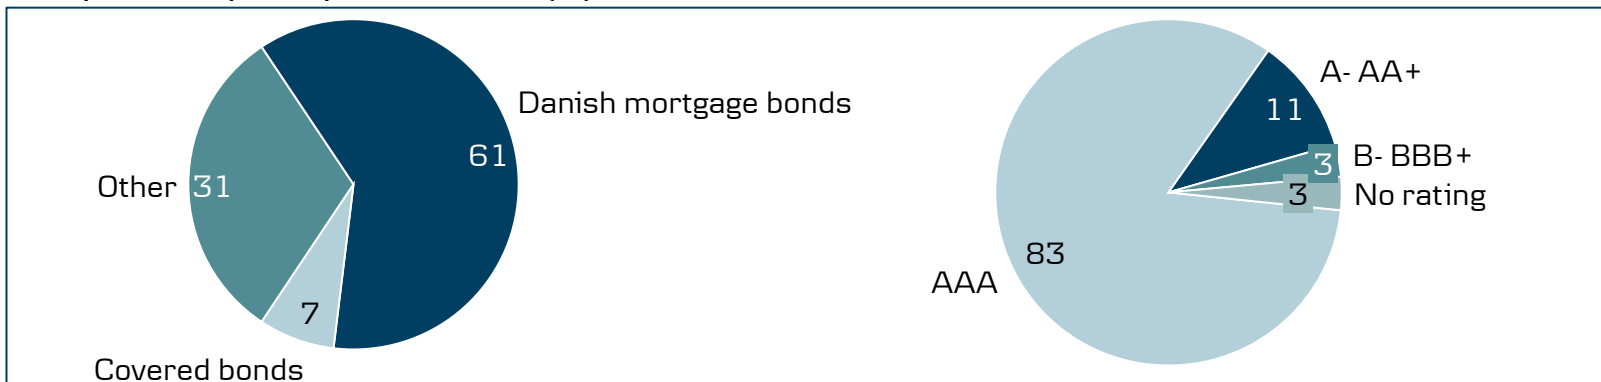 Danish mortgage bonds
61
Other
31
7
Covered bonds
A- AA+
11
B- BBB+
3
No rating
3
83
AAA